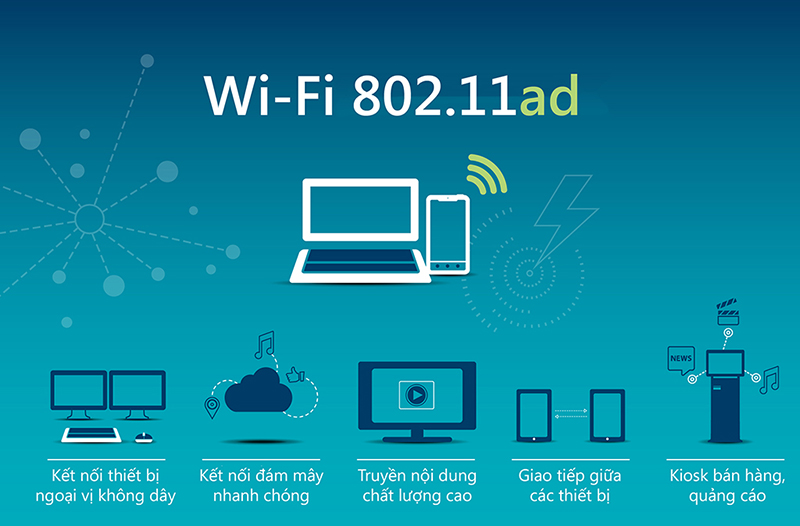 Wi-Fi 802.11ad
NEWS
Kết nối thiết bị
ngoại vị không dây
Kết nối đám mây
nhanh chóng
Truyền nội dung
chất lượng cao
Giao tiếp giữa
các thiết bị
Kiosk bán hàng,
quảng cáo